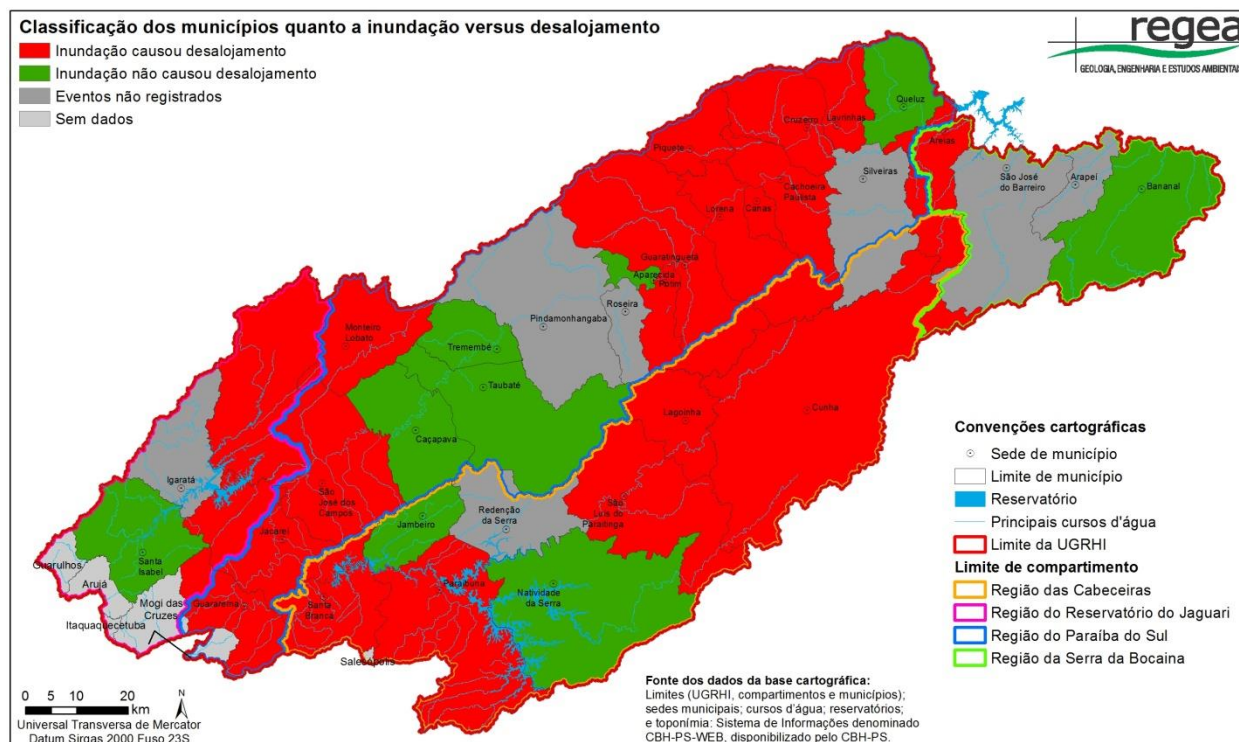 Classificação dos municípios quanto a inundação versus desalojamento
Inundação causou desalojamento
Inundação não causou desalojamento
Eventos não registrados
Sem dados
regea
GEOLOGIA, ENGENHARIA E ESTUDOS AMBIENTAIS
Queluz
Cruzeiro
Lavrinhas
Areias
Piquete
Silveiras
São José
do Barreiro
Arapeí
Bananal
Cachoeira
Paulista
Lorena
Canas
Guaratinguetá
Aparecida
Potim
Roseira
Pindamonhangaba
Monteiro
Lobato
Tremembé
Taubaté
Lagoinha
Cunha
Caçapava
Igaratá
São
José dos
Campos
Jambeiro
Redenção
da Serra
São
Luís do
Paraitinga
Jacareí
Santa
Isabel
Guarulhos
Arujá
Mogi das
Cruzes
Itaquaquecetuba
Guararema
Santa
Branca
Paraibuna
Natividade
da Serra
Salesópolis
Convenções cartográficas
Sede de município
Limite de município
Reservatório
Principais cursos d'água
Limite da UGRHI
Limite de compartimento
Região das Cabeceiras
Região do Reservatório do Jaguari
Região do Paraíba do Sul
Região da Serra da Bocaina
0 5 10 20
km
N
Universal Transversa de Mercator
Datum Sirgas 2000 Fuso 23S
Fonte dos dados da base cartográfica:
Limites (UGRHI, compartimentos e municípios);
sedes municipais; cursos d'água; reservatórios;
e toponímia: Sistema de Informações denominado
CBH-PS-WEB, disponibilizado pelo CBH-PS.